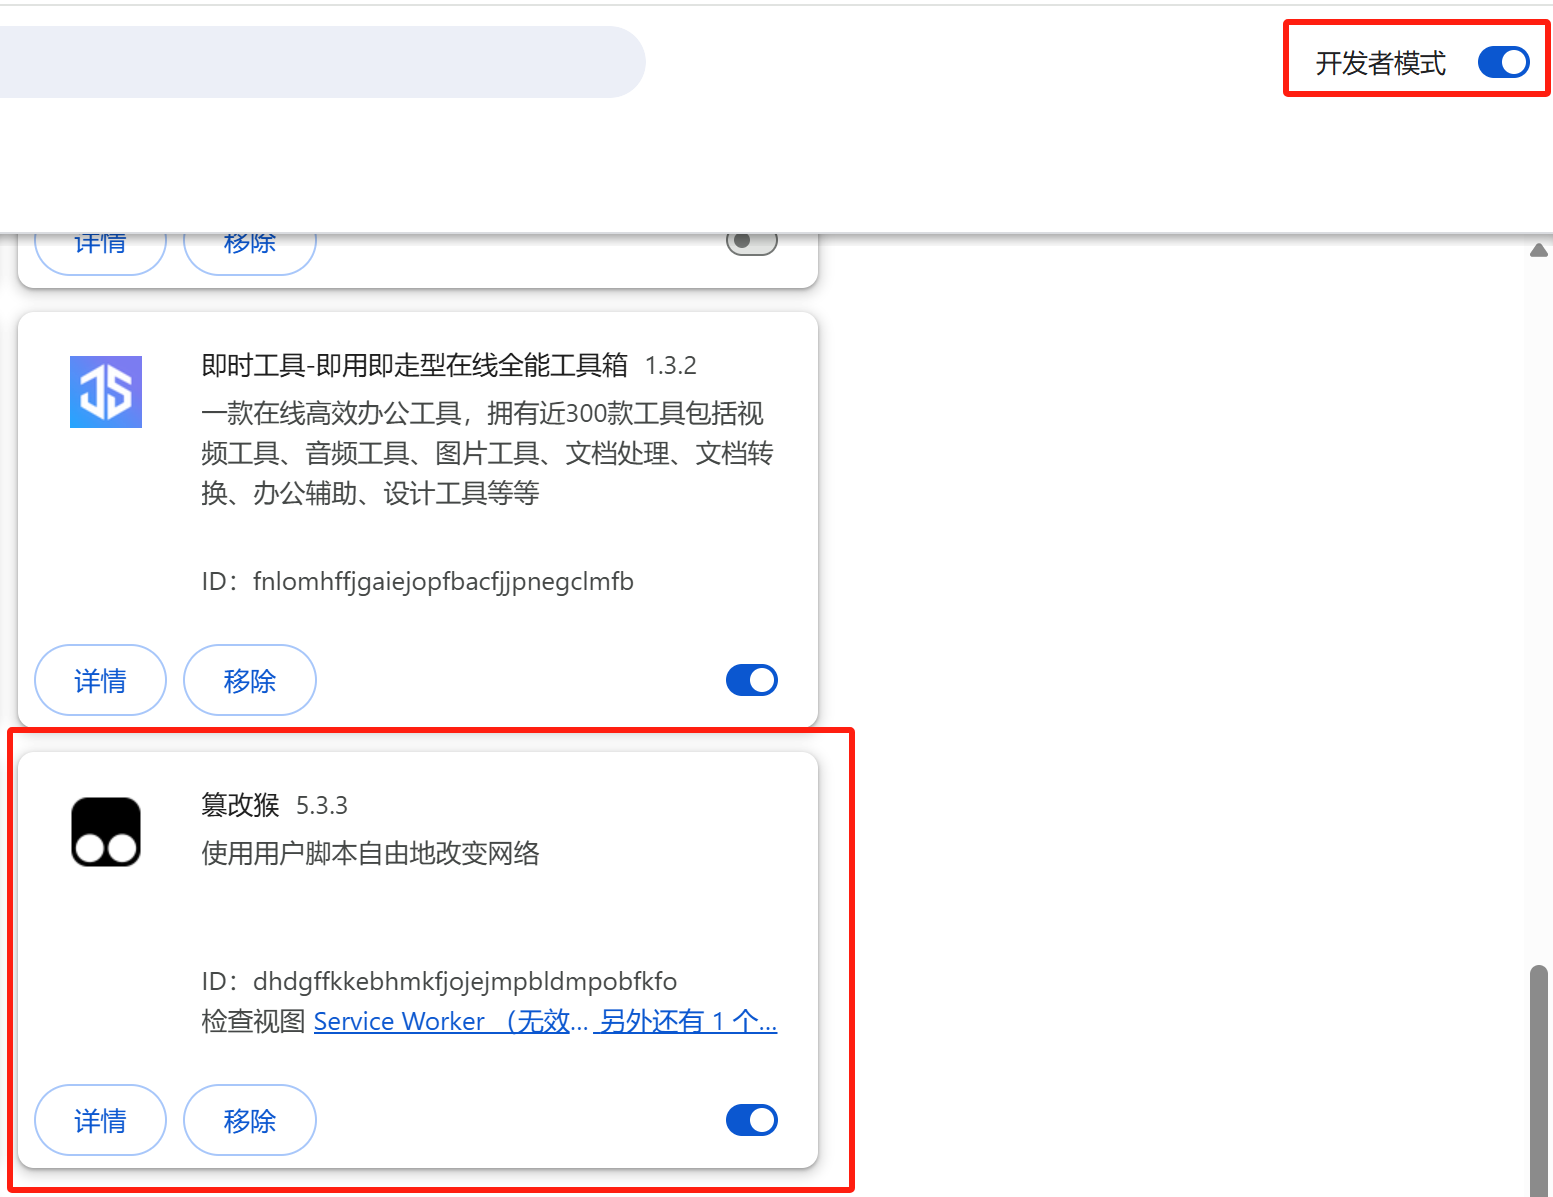 开发者模式
详情 移除
即时工具-即用即走型在线全能工具箱 1.3.2
一款在线高效办公工具，拥有近300款工具包括视
频工具、音频工具、图片工具、文档处理、文档转
换、办公辅助、设计工具等等
ID：fnlomhffjgaiejopfbacfjjpnegclmfb
详情 移除
篡改猴 5.3.3
使用用户脚本自由地改变网络
ID：dhdgffkkebhmkfjojejmpbldmpobfkfo
检查视图 Service Worker （无效... 另外还有 1 个...
详情 移除